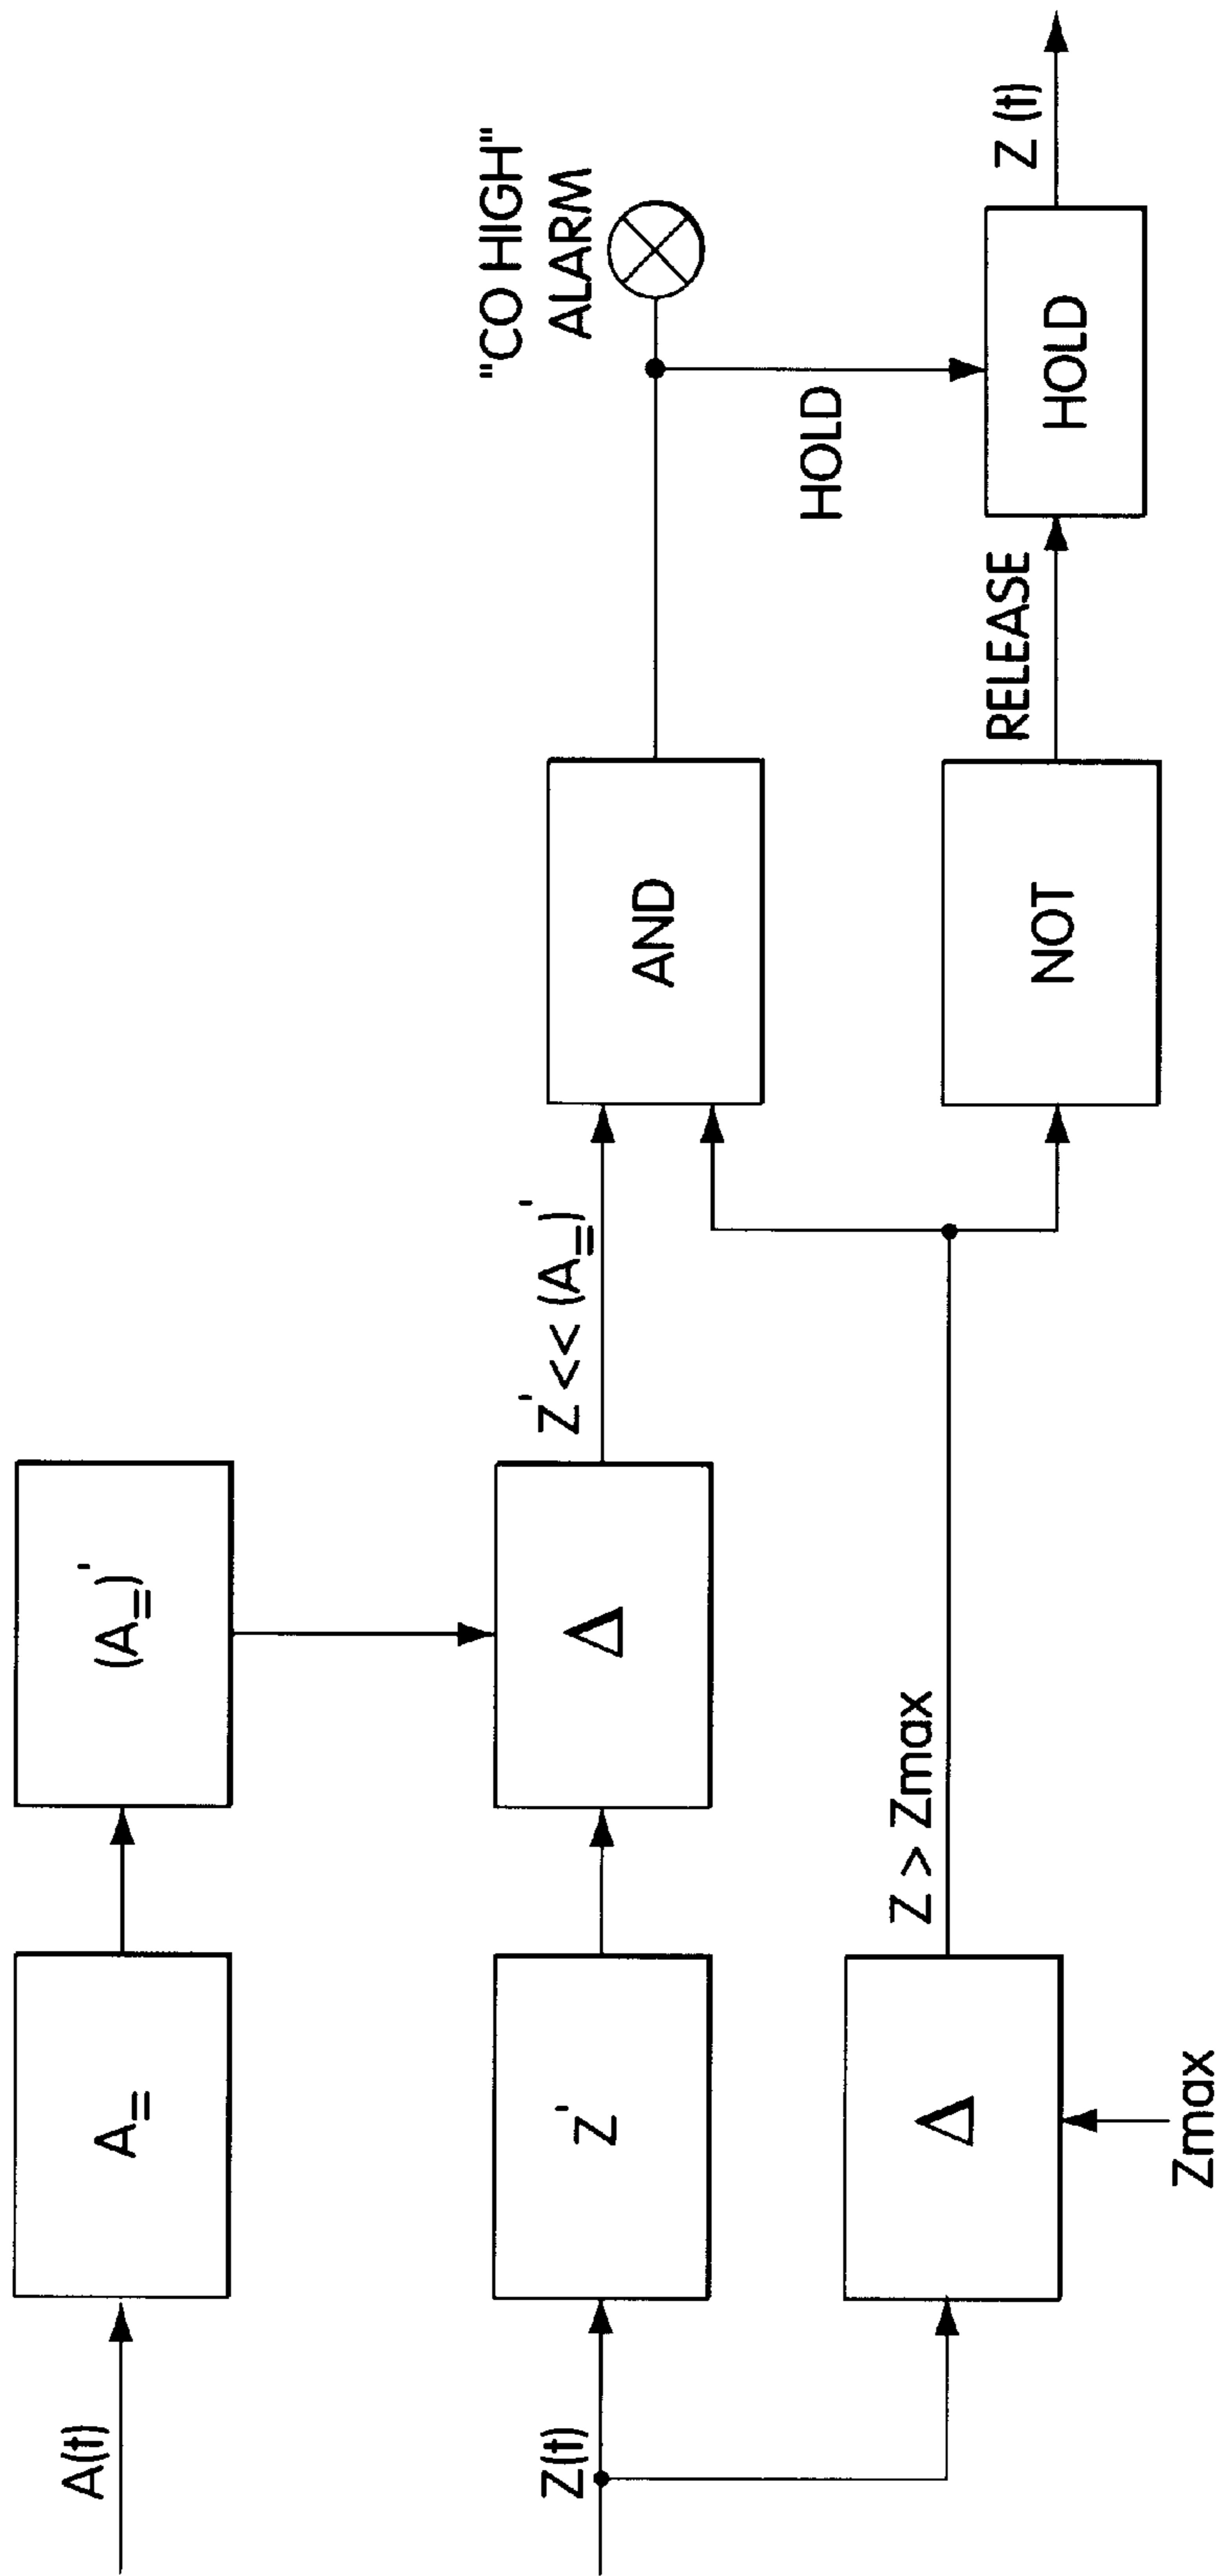 A(t)
A=
(A=)'
Z(t)
Z'
Δ
Z' << (A=)'
AND
"CO HIGH"
ALARM
HOLD
Zmax
Δ
Z > Zmax
NOT
RELEASE
HOLD
Z (t)